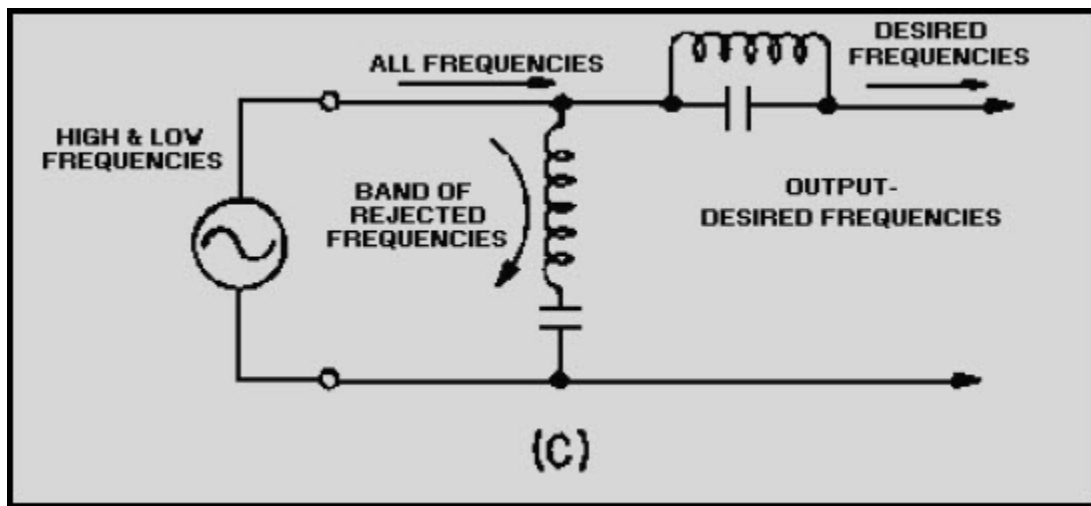 ALL FREQUENCIES
DESIRED
FREQUENCIES
HIGH & LOW
FREQUENCIES
BAND OF
REJECTED
FREQUENCIES
OUTPUT-
DESIRED FREQUENCIES
(C)